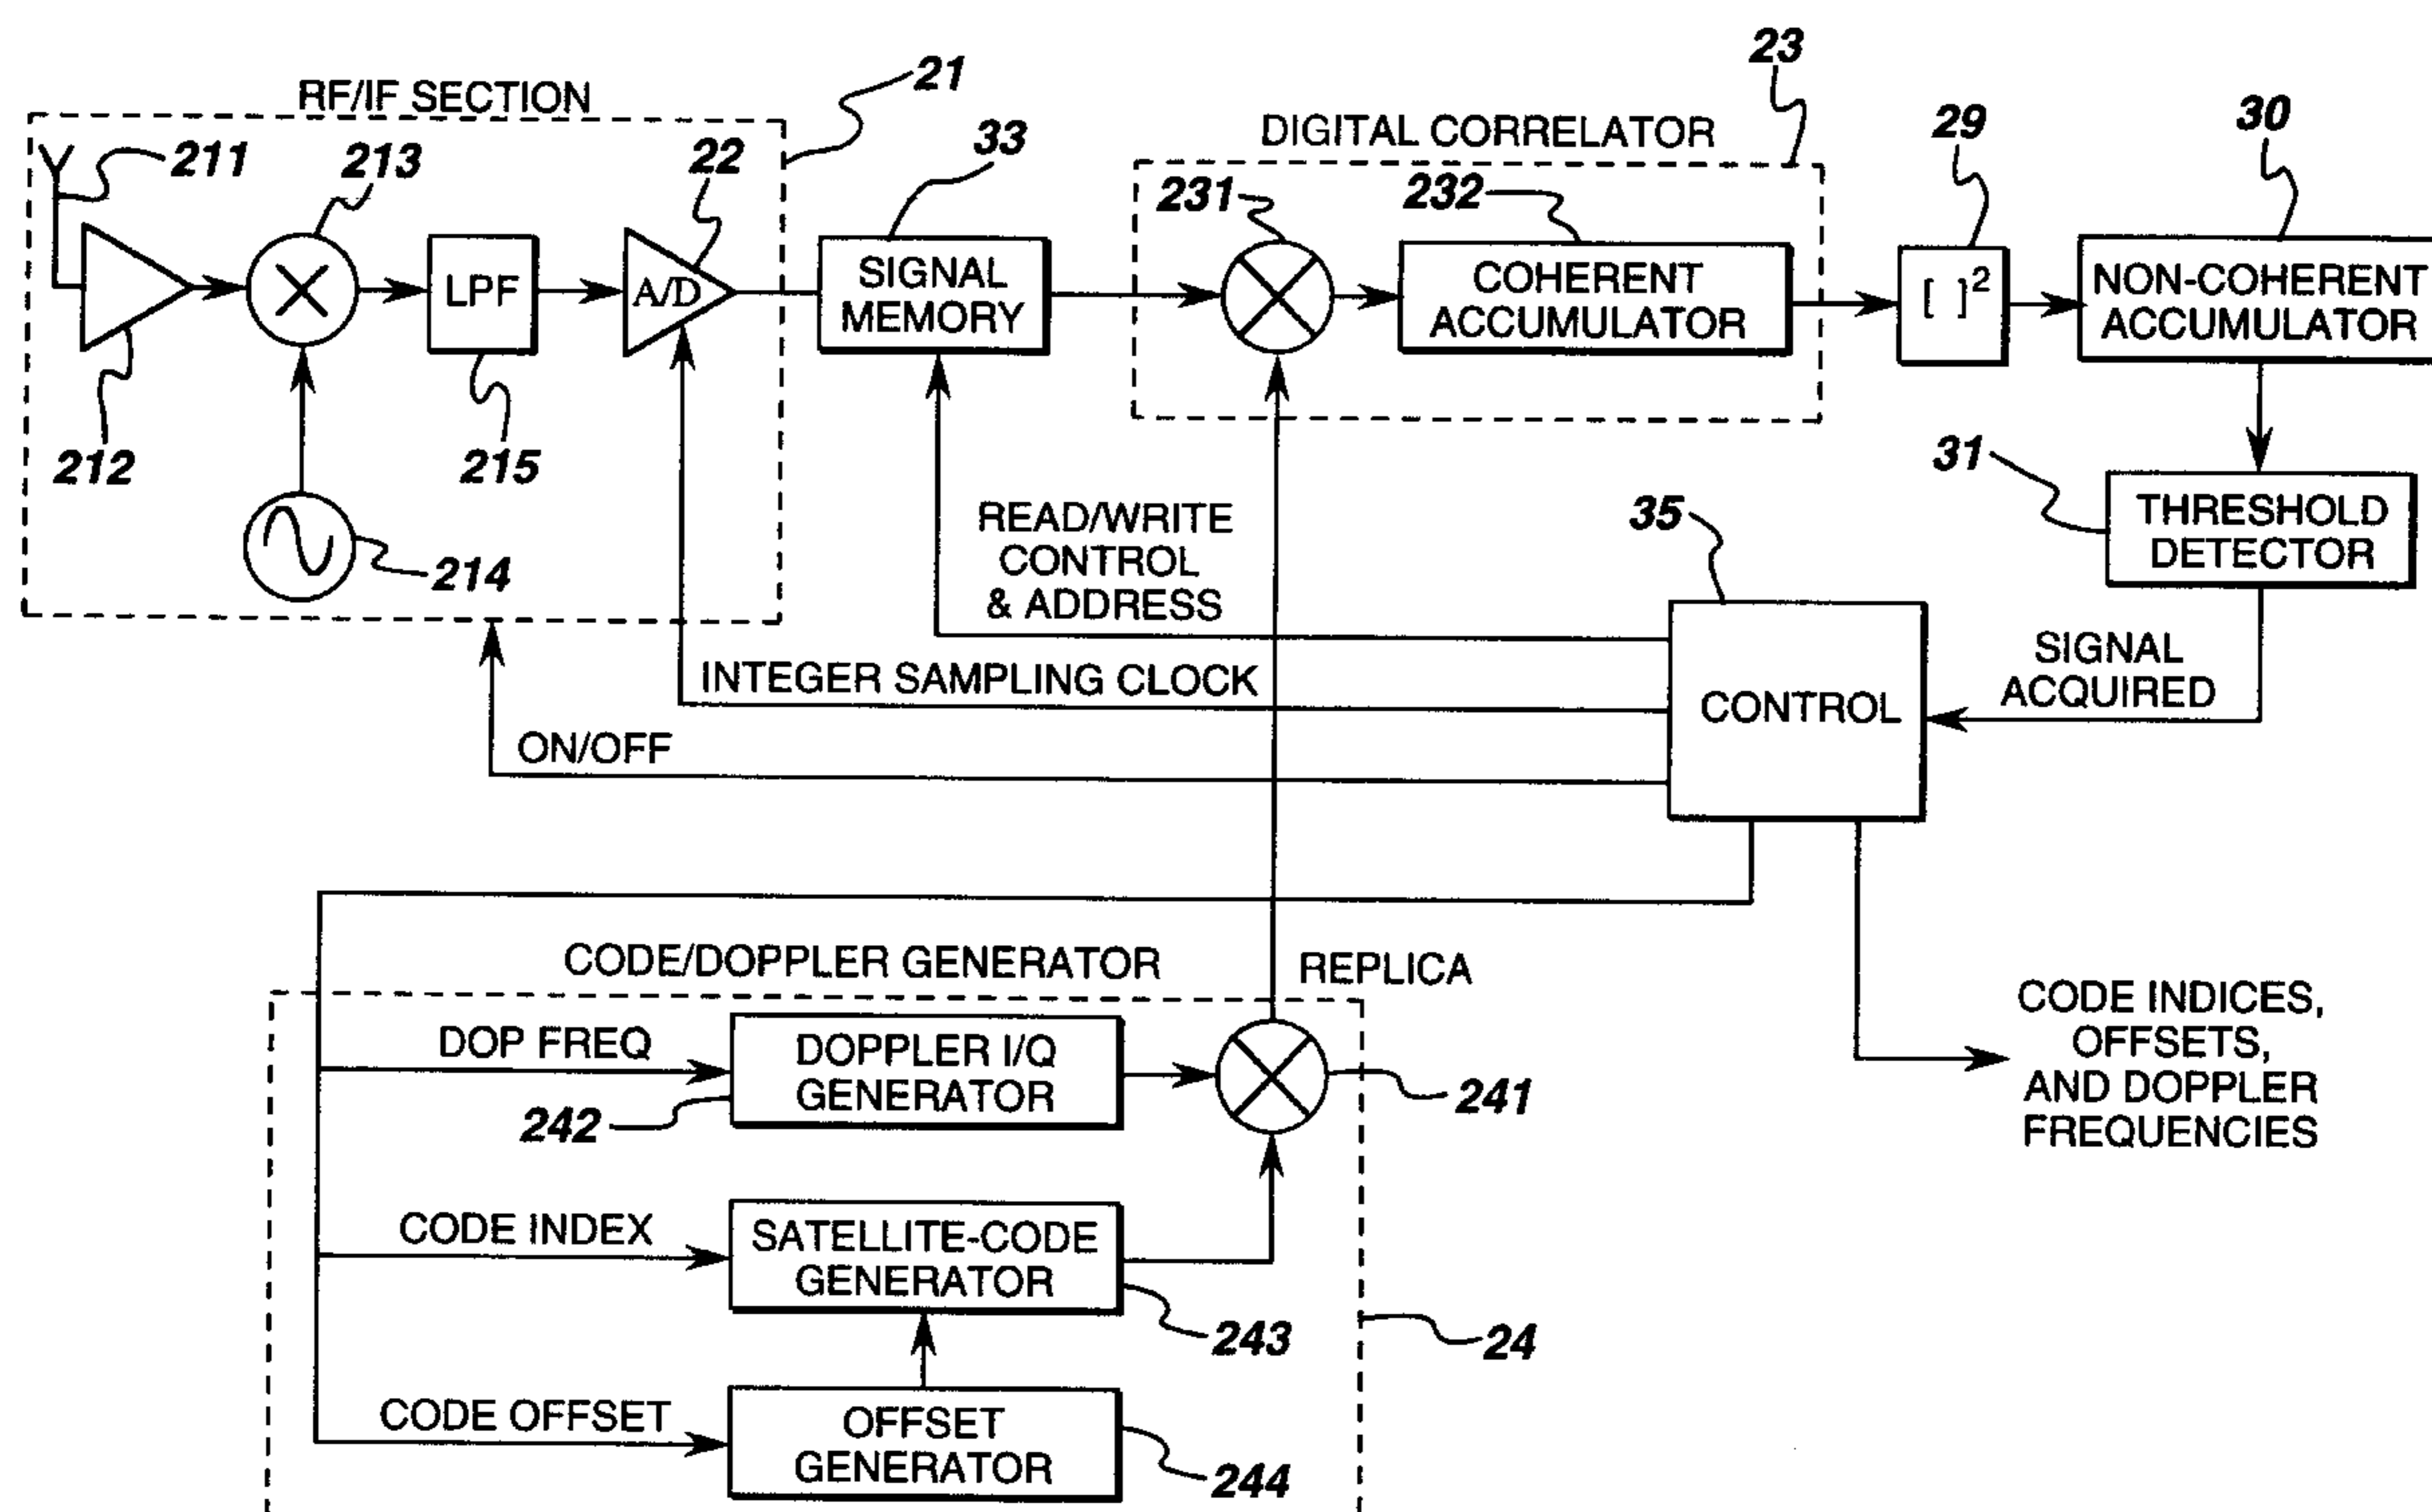 23
21
RF/IF SECTION
30
29
33
DIGITAL CORRELATOR
211
213
22
231
232
LPF
A/D
SIGNAL
MEMORY
COHERENT
ACCUMULATOR
[ ]²
NON-COHERENT
ACCUMULATOR
212
215
31
214
READ/WRITE
CONTROL
& ADDRESS
35
THRESHOLD
DETECTOR
SIGNAL
ACQUIRED
INTEGER SAMPLING CLOCK
CONTROL
ON/OFF
CODE/DOPPLER GENERATOR
REPLICA
CODE INDICES,
OFFSETS,
AND DOPPLER
FREQUENCIES
DOP FREQ
DOPPLER I/Q
GENERATOR
242
241
CODE INDEX
SATELLITE-CODE
GENERATOR
243
24
CODE OFFSET
OFFSET
GENERATOR
244